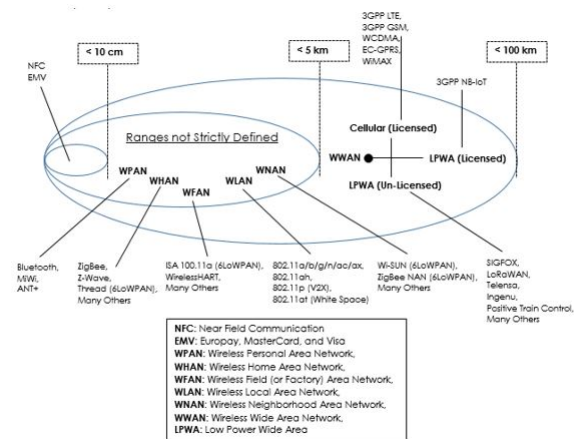 3GPP LTE,
3GPP GSM,
WCDMA,
EC-GPRS,
WiMAX
< 10 cm
< 5 km
< 100 km
NFC
EMV
3GPP NB-IoT
Ranges not Strictly Defined
Cellular (Licensed)
WWAN
LPWA (Licensed)
LPWA (Un-Licensed)
WPAN
WHAN
WFAN
WLAN
WNAN
Bluetooth,
MiWi,
ANT+
ZigBee,
Z-Wave,
Thread (6LoWPAN),
Many Others
ISA 100.11a (6LoWPAN),
WirelessHART,
Many Others
802.11a/b/g/n/ac/ax,
802.11ah,
802.11p (V2X),
802.11at (White Space)
Wi-SUN (6LoWPAN),
ZigBee NAN (6LoWPAN),
Many Others
SIGFOX,
LoRaWAN,
Telensa,
Ingenu,
Positive Train Control,
Many Others
NFC: Near Field Communication
EMV: Europay, MasterCard, and Visa
WPAN: Wireless Personal Area Network,
WHAN: Wireless Home Area Network,
WFAN: Wireless Field (or Factory) Area Network,
WLAN: Wireless Local Area Network,
WNAN: Wireless Neighborhood Area Network,
WWAN: Wireless Wide Area Network,
LPWA: Low Power Wide Area